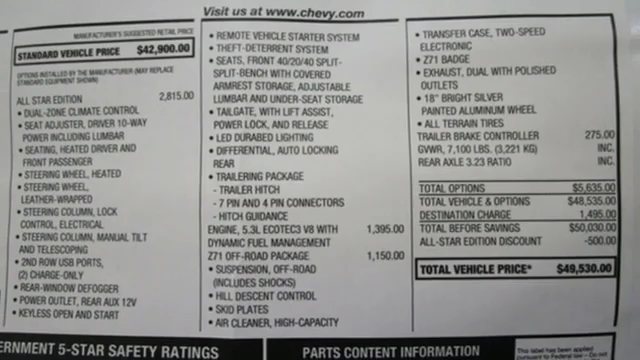 Visit us at www.chevy.com
MANUFACTURER'S SUGGESTED RETAIL PRICE
STANDARD VEHICLE PRICE $42,900.00
OPTIONS INSTALLED BY THE MANUFACTURER (MAY REPLACE
STANDARD EQUIPMENT SHOWN)
ALL STAR EDITION 2,815.00
• DUAL-ZONE CLIMATE CONTROL
• SEAT ADJUSTER, DRIVER 10-WAY
POWER INCLUDING LUMBAR
• SEATING, HEATED DRIVER AND
FRONT PASSENGER
• STEERING WHEEL, HEATED
• STEERING WHEEL,
LEATHER-WRAPPED
• STEERING COLUMN, LOCK
CONTROL, ELECTRICAL
• STEERING COLUMN, MANUAL TILT
AND TELESCOPING
• 2ND ROW USB PORTS,
(2) CHARGE-ONLY
• REAR-WINDOW DEFOGGER
• POWER OUTLET, REAR AUX 12V
• KEYLESS OPEN AND START
• REMOTE VEHICLE STARTER SYSTEM
• THEFT-DETERRENT SYSTEM
• SEATS, FRONT 40/20/40 SPLIT-
SPLIT-BENCH WITH COVERED
ARMREST STORAGE, ADJUSTABLE
LUMBAR AND UNDER-SEAT STORAGE
• TAILGATE, WITH LIFT ASSIST,
POWER LOCK, AND RELEASE
• LED DURABED LIGHTING
• DIFFERENTIAL, AUTO LOCKING
REAR
• TRAILERING PACKAGE
- TRAILER HITCH
- 7 PIN AND 4 PIN CONNECTORS
- HITCH GUIDANCE
ENGINE, 5.3L ECOTEC3 V8 WITH 1,395.00
DYNAMIC FUEL MANAGEMENT
Z71 OFF-ROAD PACKAGE 1,150.00
• SUSPENSION, OFF-ROAD
(INCLUDES SHOCKS)
• HILL DESCENT CONTROL
• SKID PLATES
• AIR CLEANER, HIGH-CAPACITY
• TRANSFER CASE, TWO-SPEED
ELECTRONIC
• Z71 BADGE
• EXHAUST, DUAL WITH POLISHED
OUTLETS
• 18" BRIGHT SILVER
PAINTED ALUMINUM WHEEL
• ALL TERRAIN TIRES
TRAILER BRAKE CONTROLLER 275.00
GVWR, 7,100 LBS. (3,221 KG) INC.
REAR AXLE 3.23 RATIO INC.
TOTAL OPTIONS $5,635.00
TOTAL VEHICLE & OPTIONS $48,535.00
DESTINATION CHARGE 1,495.00
TOTAL BEFORE SAVINGS $50,030.00
ALL-STAR EDITION DISCOUNT -500.00
TOTAL VEHICLE PRICE* $49,530.00
ERNMENT 5-STAR SAFETY RATINGS
PARTS CONTENT INFORMATION
This label has been applied
pursuant to Federal law - Do not